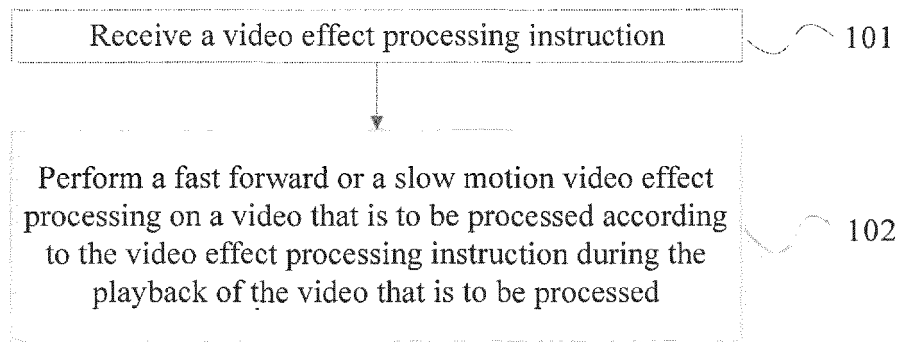 Receive a video effect processing instruction
101
Perform a fast forward or a slow motion video effect
processing on a video that is to be processed according
to the video effect processing instruction during the
playback of the video that is to be processed
102